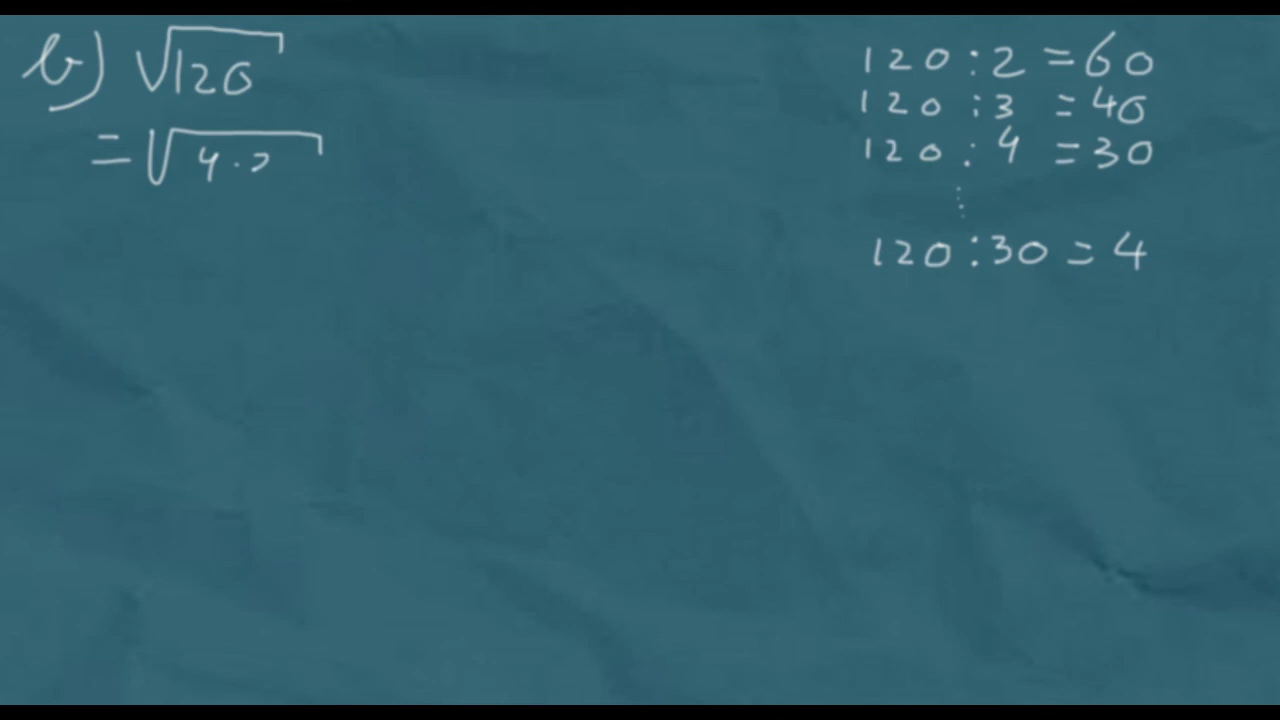 b) √120
= √4·
120 : 2 = 60
120 : 3 = 40
120 : 4 = 30
⋮
120 : 30 = 4